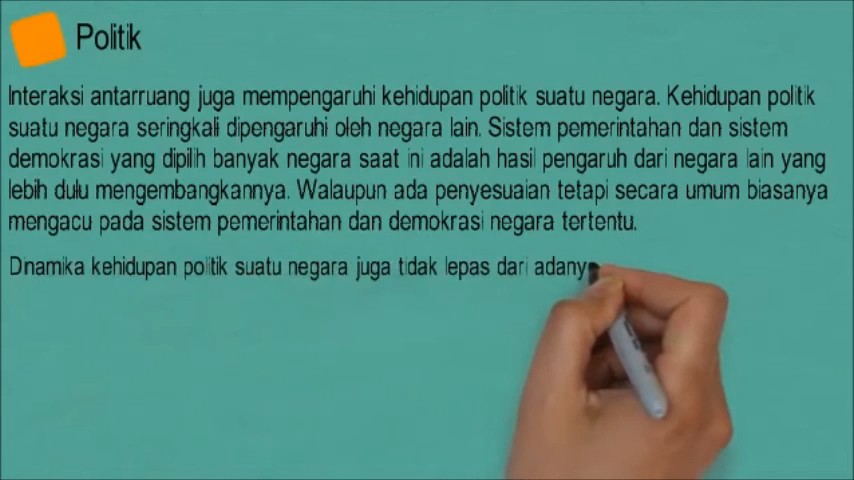 Politik
Interaksi antarruang juga mempengaruhi kehidupan politik suatu negara. Kehidupan politik
suatu negara seringkali dipengaruhi oleh negara lain. Sistem pemerintahan dan sistem
demokrasi yang dipilih banyak negara saat ini adalah hasil pengaruh dari negara lain yang
lebih dulu mengembangkannya. Walaupun ada penyesuaian tetapi secara umum biasanya
mengacu pada sistem pemerintahan dan demokrasi negara tertentu.
Dinamika kehidupan politik suatu negara juga tidak lepas dari adany